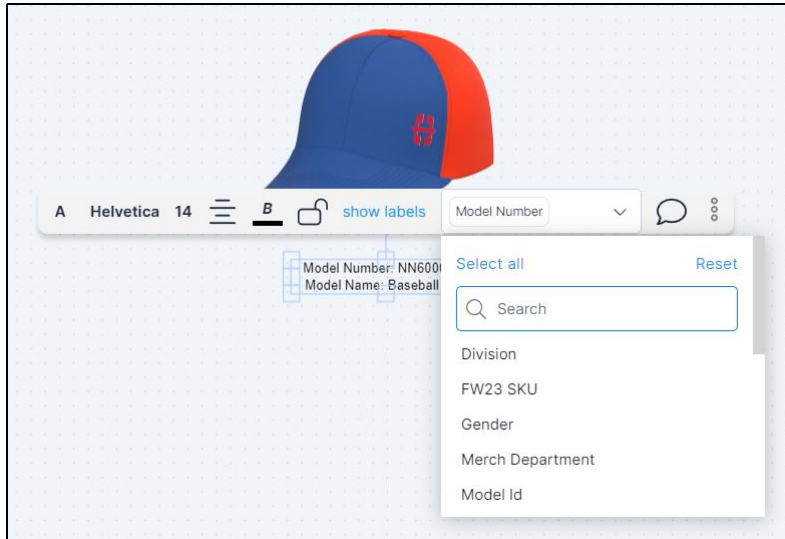 A Helvetica 14 B show labels Model Number
Model Number: NN600
Model Name: Baseball
Select all Reset
Search
Division
FW23 SKU
Gender
Merch Department
Model Id